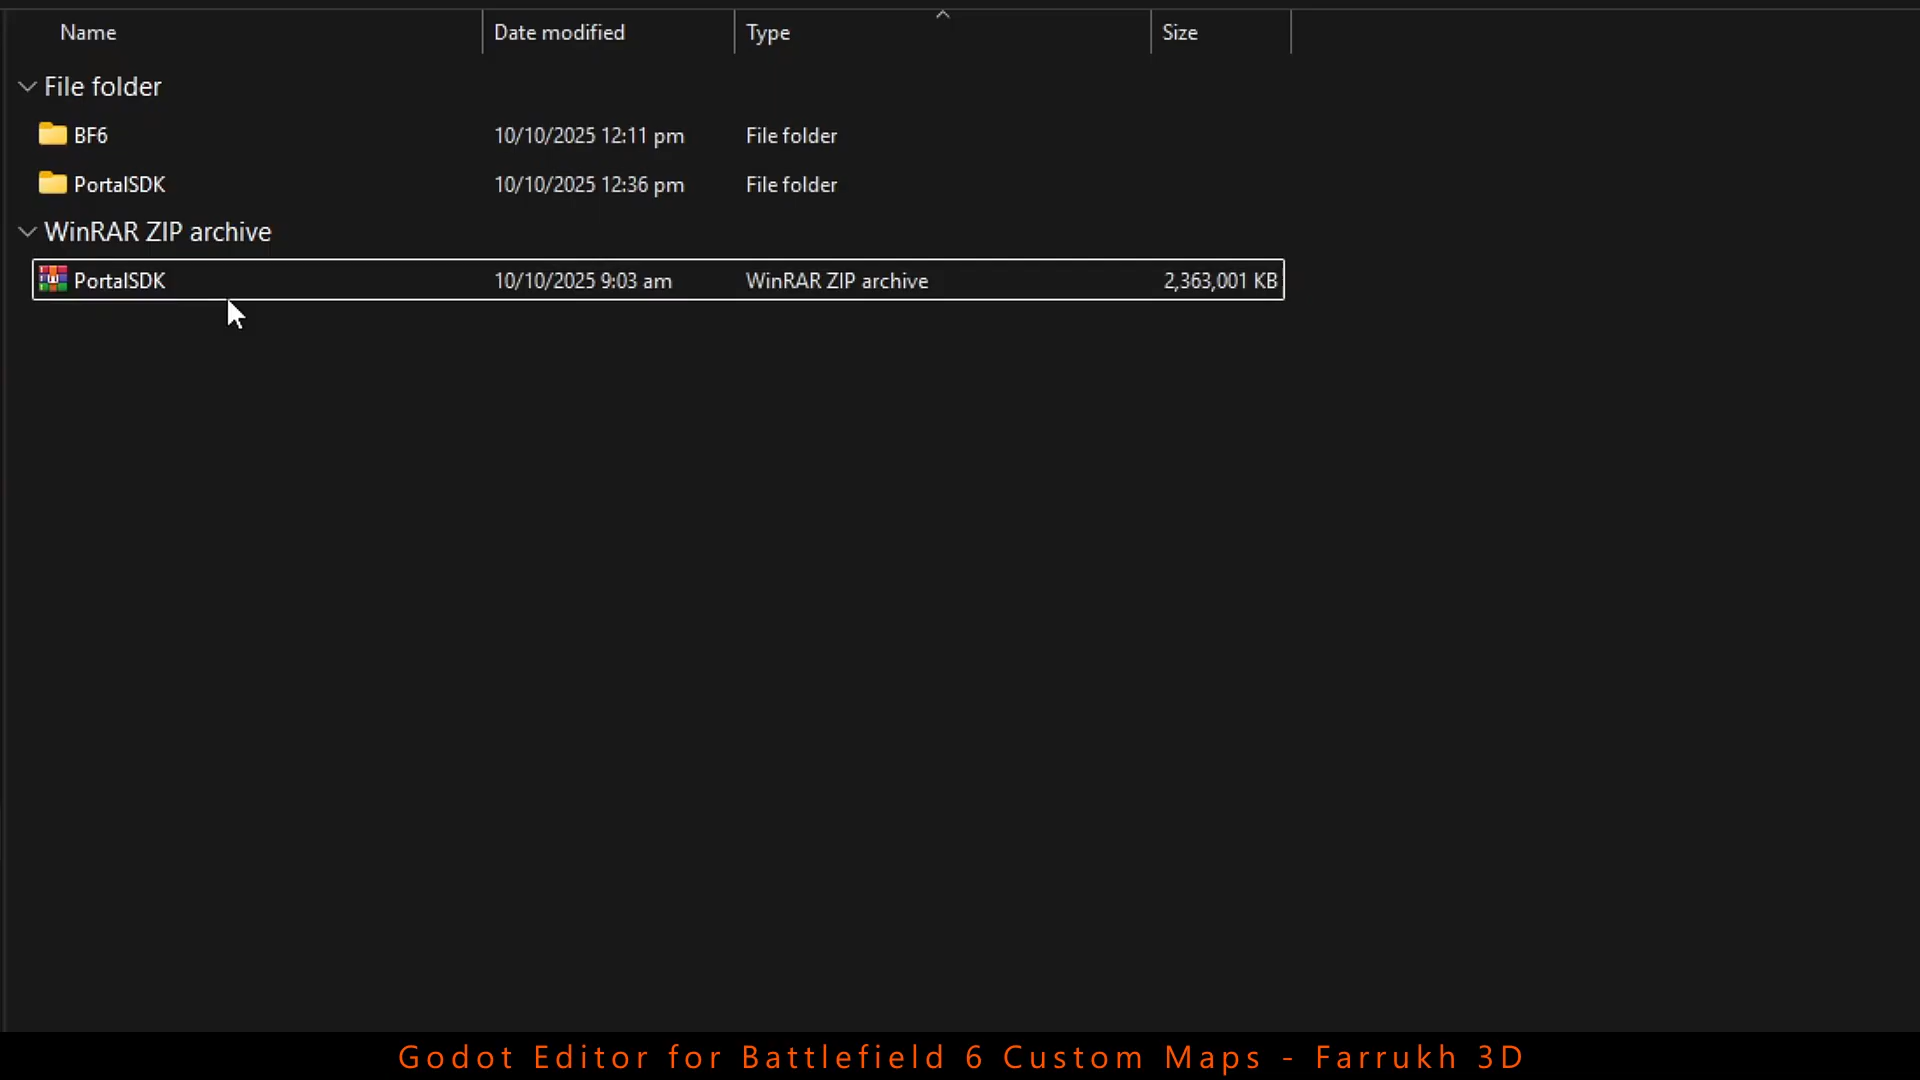 Name Date modified Type Size
File folder
BF6 10/10/2025 12:11 pm File folder
PortalSDK 10/10/2025 12:36 pm File folder
WinRAR ZIP archive
PortalSDK 10/10/2025 9:03 am WinRAR ZIP archive 2,363,001 KB
Godot Editor for Battlefield 6 Custom Maps - Farrukh 3D